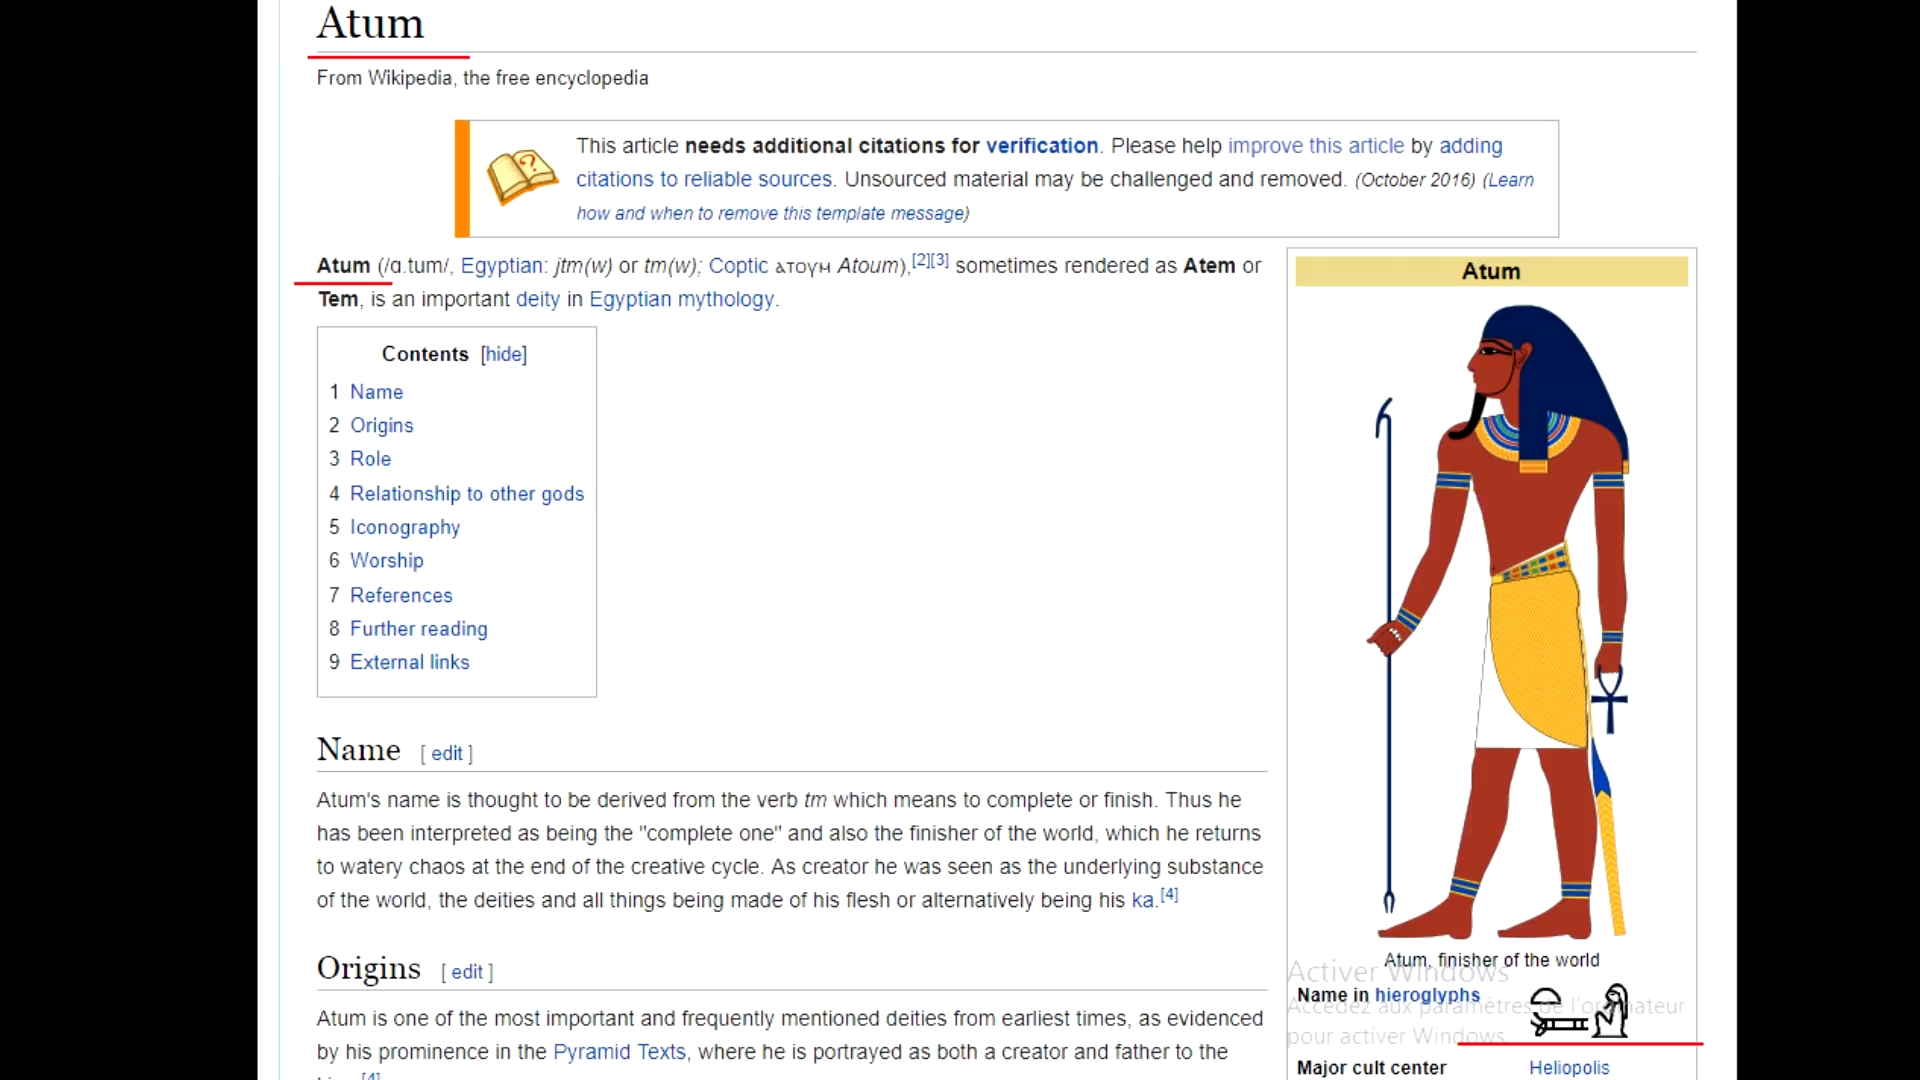 Atum
From Wikipedia, the free encyclopedia
This article needs additional citations for verification. Please help improve this article by adding
citations to reliable sources. Unsourced material may be challenged and removed. (October 2016) (Learn
how and when to remove this template message)
Atum (/ɑ.tum/, Egyptian: jtm(w) or tm(w); Coptic ⲁⲧⲟⲩⲙ Atoum),[2][3] sometimes rendered as Atem or
Tem, is an important deity in Egyptian mythology.
Contents [hide]
1 Name
2 Origins
3 Role
4 Relationship to other gods
5 Iconography
6 Worship
7 References
8 Further reading
9 External links
Name [ edit ]
Atum's name is thought to be derived from the verb tm which means to complete or finish. Thus he
has been interpreted as being the "complete one" and also the finisher of the world, which he returns
to watery chaos at the end of the creative cycle. As creator he was seen as the underlying substance
of the world, the deities and all things being made of his flesh or alternatively being his ka.[4]
Origins [ edit ]
Atum is one of the most important and frequently mentioned deities from earliest times, as evidenced
by his prominence in the Pyramid Texts, where he is portrayed as both a creator and father to the
[4]
Atum
Atum, finisher of the world
Activer Windows
Accédez aux paramètres de l'ordinateur
pour activer Windows.
Name in hieroglyphs
Major cult center Heliopolis